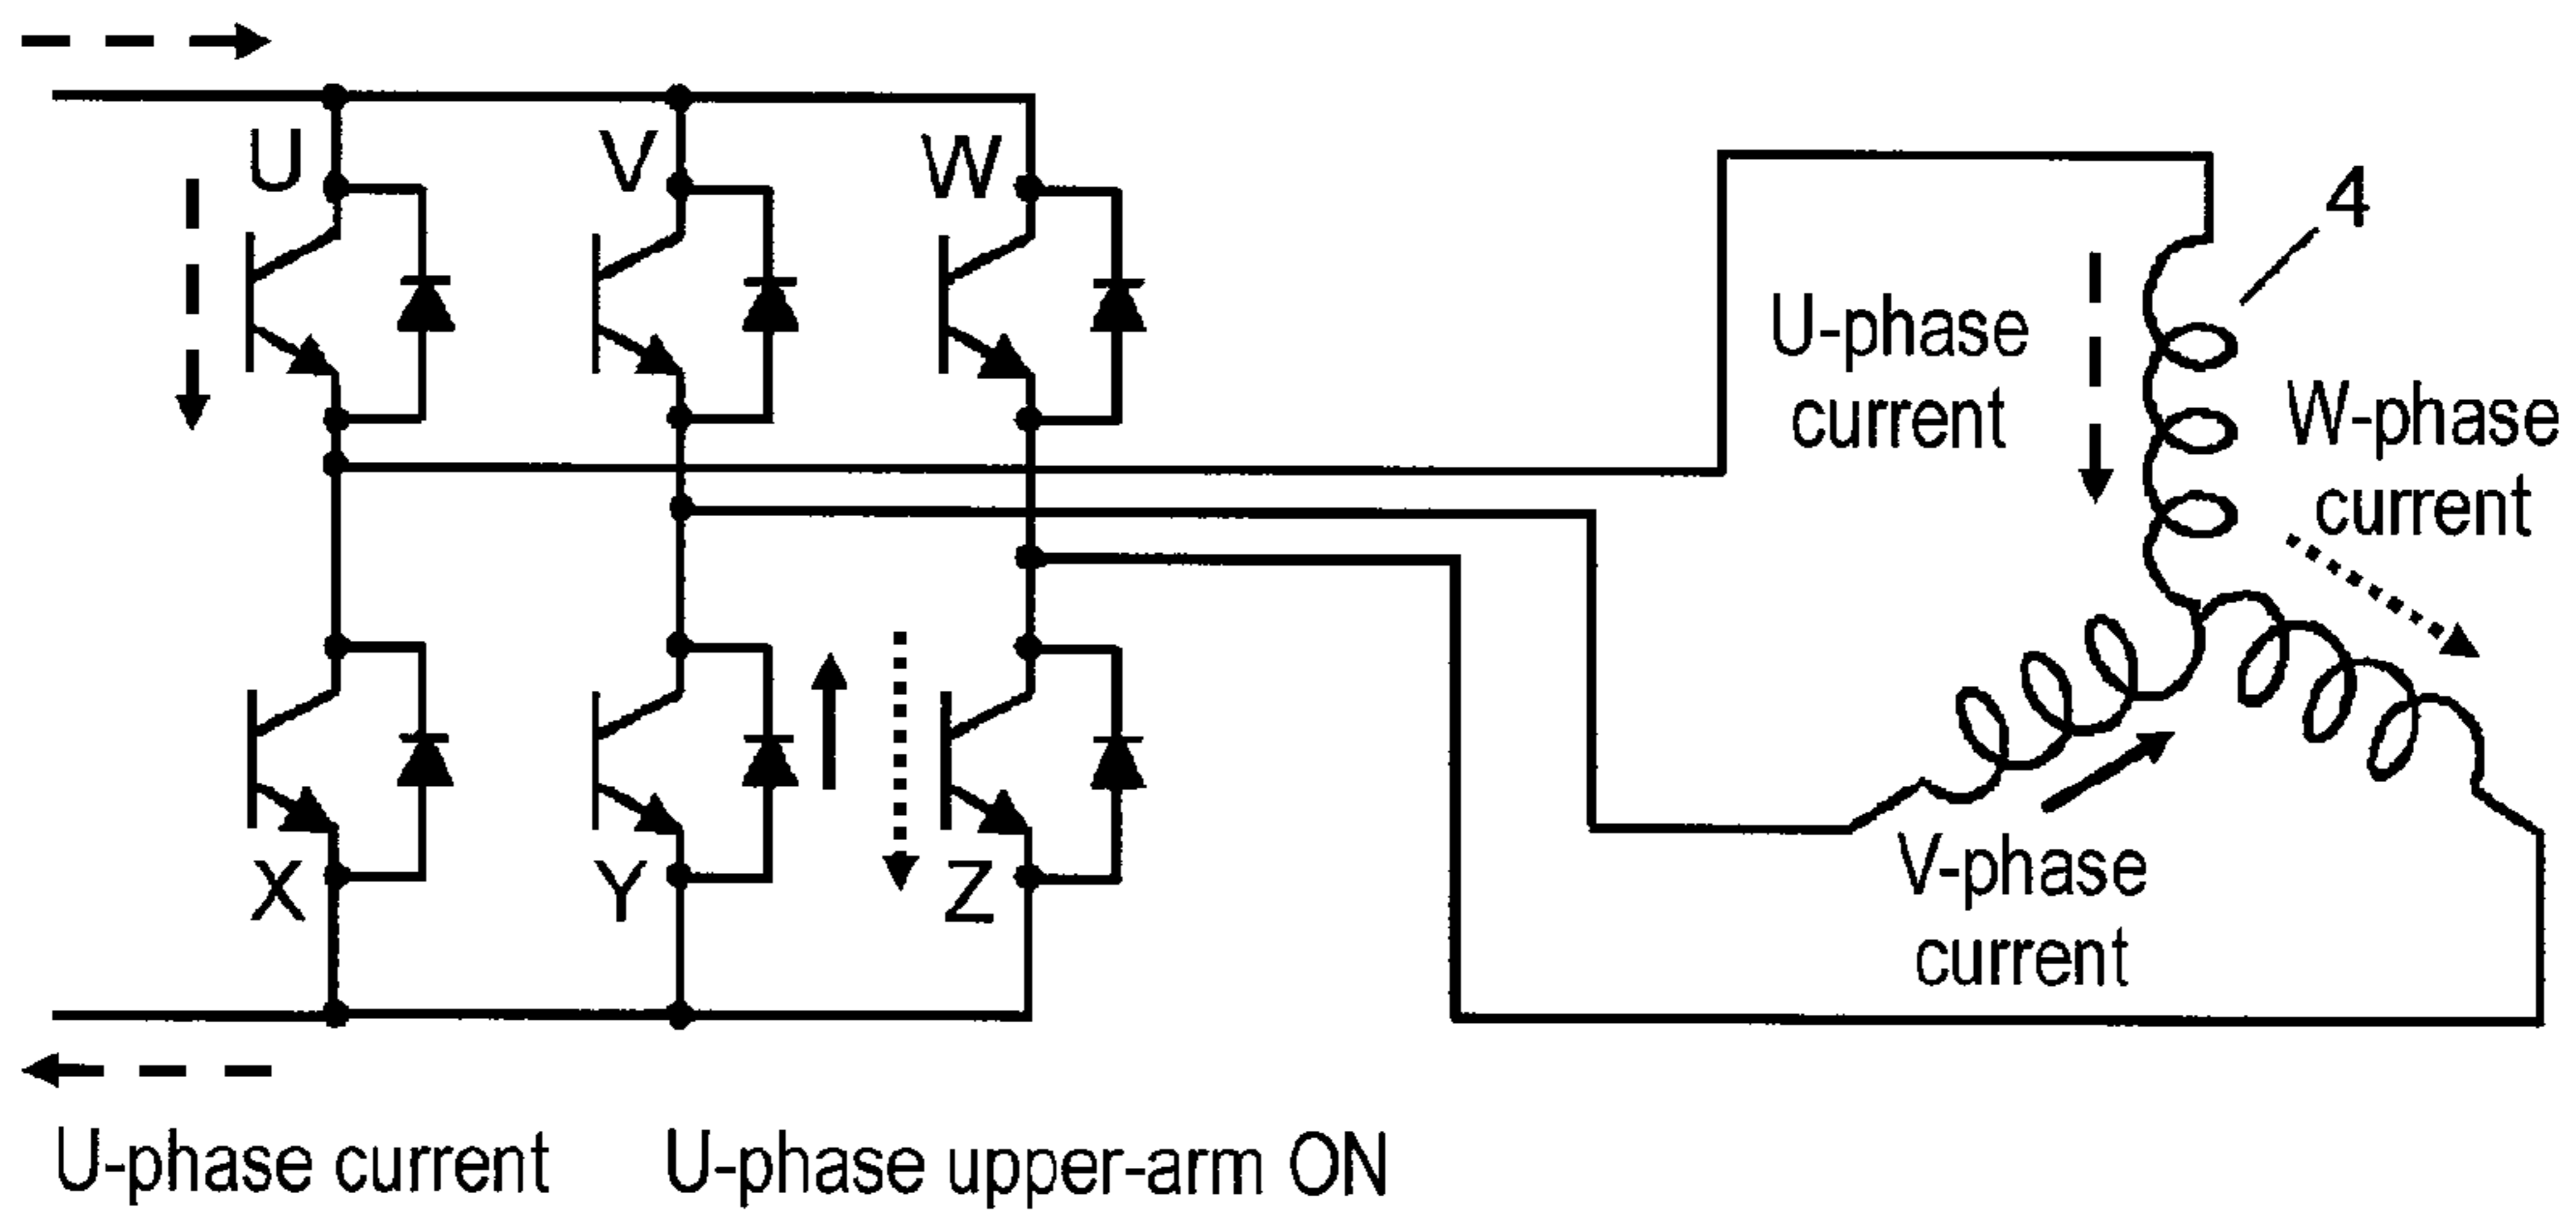 U
V
W
4
U-phase
current
W-phase
current
X
Y
Z
V-phase
current
U-phase current
U-phase upper-arm ON